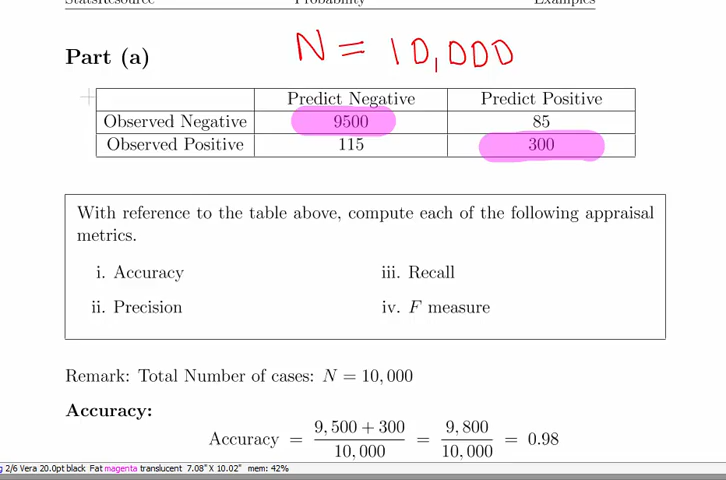 StatsResource Probability Examples
Part (a) N = 10,000
Predict Negative Predict Positive
Observed Negative 9500 85
Observed Positive 115 300
With reference to the table above, compute each of the following appraisal
metrics.
i. Accuracy iii. Recall
ii. Precision iv. F measure
Remark: Total Number of cases: N = 10, 000
Accuracy:
Accuracy = 9, 500 + 300 / 10, 000 = 9, 800 / 10, 000 = 0.98
g 2/6 Vera 20.0pt black Fat magenta translucent 7.08" X 10.02" mem: 42%